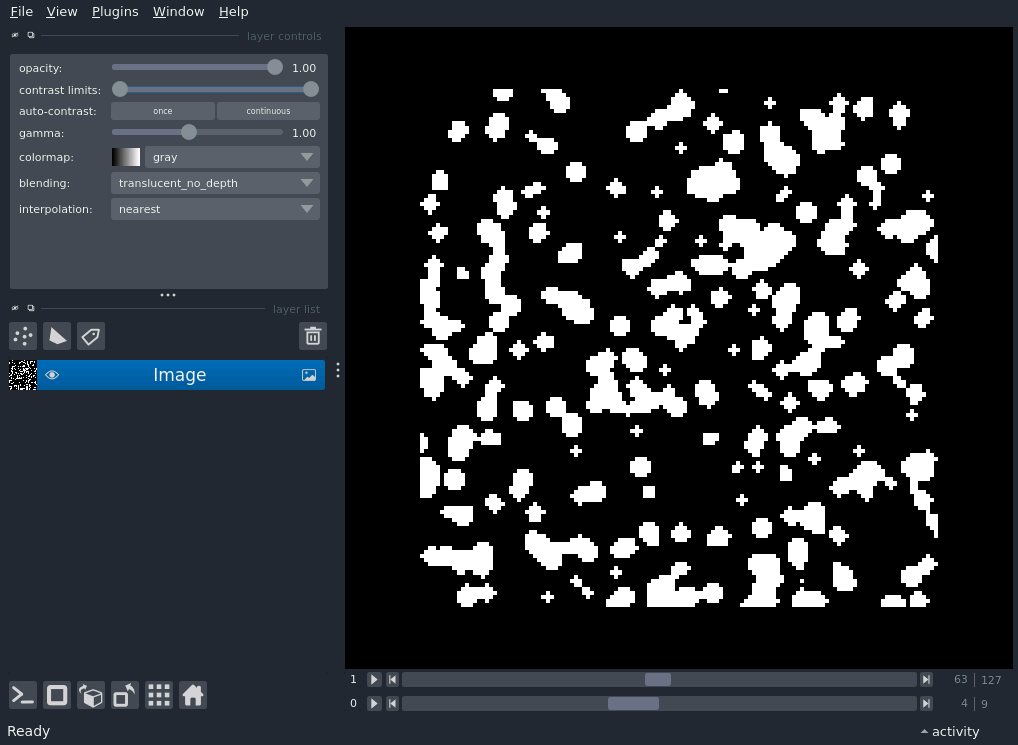 File View Plugins Window Help
layer controls
opacity: 1.00
contrast limits:
auto-contrast: once continuous
gamma: 1.00
colormap: gray
blending: translucent_no_depth
interpolation: nearest
layer list
Image
1 63 127
0 4 9
Ready activity